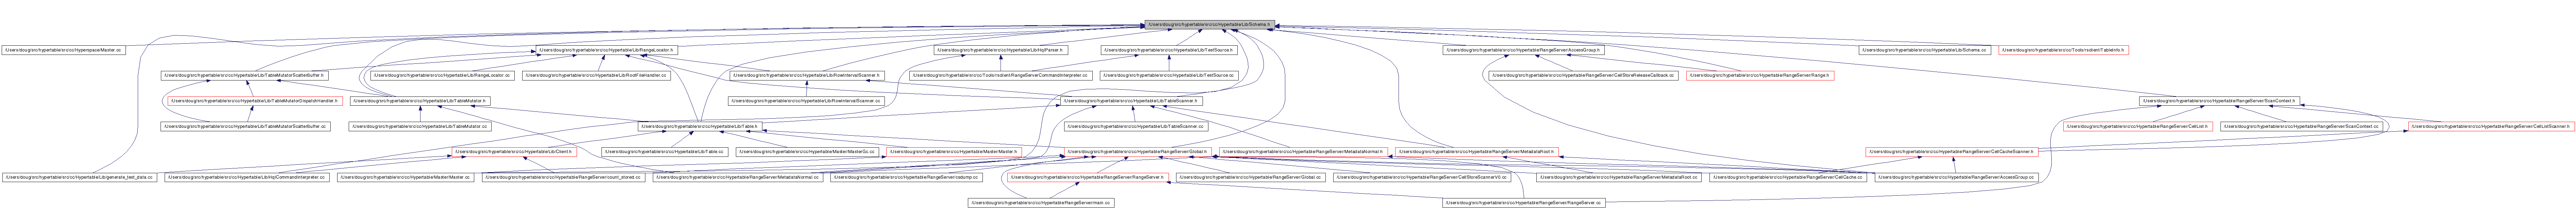 /Users/doug/src/hypertable/src/cc/Hypertable/Lib/Schema.h
/Users/doug/src/hypertable/src/cc/Hyperspace/Master.cc
/Users/doug/src/hypertable/src/cc/Hypertable/Lib/RangeLocator.h
/Users/doug/src/hypertable/src/cc/Hypertable/Lib/HqlParser.h
/Users/doug/src/hypertable/src/cc/Hypertable/Lib/TestSource.h
/Users/doug/src/hypertable/src/cc/Hypertable/RangeServer/AccessGroup.h
/Users/doug/src/hypertable/src/cc/Hypertable/Lib/Schema.cc
/Users/doug/src/hypertable/src/cc/Tools/rsclient/TableInfo.h
/Users/doug/src/hypertable/src/cc/Hypertable/Lib/TableMutatorScatterBuffer.h
/Users/doug/src/hypertable/src/cc/Hypertable/Lib/RangeLocator.cc
/Users/doug/src/hypertable/src/cc/Hypertable/Lib/RootFileHandler.cc
/Users/doug/src/hypertable/src/cc/Hypertable/Lib/RowIntervalScanner.h
/Users/doug/src/hypertable/src/cc/Tools/rsclient/RangeServerCommandInterpreter.cc
/Users/doug/src/hypertable/src/cc/Hypertable/Lib/TestSource.cc
/Users/doug/src/hypertable/src/cc/Hypertable/RangeServer/CellStoreReleaseCallback.cc
/Users/doug/src/hypertable/src/cc/Hypertable/RangeServer/Range.h
/Users/doug/src/hypertable/src/cc/Hypertable/Lib/TableMutatorDispatchHandler.h
/Users/doug/src/hypertable/src/cc/Hypertable/Lib/TableMutator.h
/Users/doug/src/hypertable/src/cc/Hypertable/Lib/RowIntervalScanner.cc
/Users/doug/src/hypertable/src/cc/Hypertable/Lib/TableScanner.h
/Users/doug/src/hypertable/src/cc/Hypertable/RangeServer/ScanContext.h
/Users/doug/src/hypertable/src/cc/Hypertable/Lib/TableMutatorScatterBuffer.cc
/Users/doug/src/hypertable/src/cc/Hypertable/Lib/TableMutator.cc
/Users/doug/src/hypertable/src/cc/Hypertable/Lib/Table.h
/Users/doug/src/hypertable/src/cc/Hypertable/Lib/TableScanner.cc
/Users/doug/src/hypertable/src/cc/Hypertable/RangeServer/CellList.h
/Users/doug/src/hypertable/src/cc/Hypertable/RangeServer/ScanContext.cc
/Users/doug/src/hypertable/src/cc/Hypertable/RangeServer/CellListScanner.h
/Users/doug/src/hypertable/src/cc/Hypertable/Lib/Client.h
/Users/doug/src/hypertable/src/cc/Hypertable/Lib/Table.cc
/Users/doug/src/hypertable/src/cc/Hypertable/Master/MasterGc.cc
/Users/doug/src/hypertable/src/cc/Hypertable/Master/Master.h
/Users/doug/src/hypertable/src/cc/Hypertable/RangeServer/Global.h
/Users/doug/src/hypertable/src/cc/Hypertable/RangeServer/MetadataNormal.h
/Users/doug/src/hypertable/src/cc/Hypertable/RangeServer/MetadataRoot.h
/Users/doug/src/hypertable/src/cc/Hypertable/RangeServer/CellCacheScanner.h
/Users/doug/src/hypertable/src/cc/Hypertable/Lib/generate_test_data.cc
/Users/doug/src/hypertable/src/cc/Hypertable/Lib/HqlCommandInterpreter.cc
/Users/doug/src/hypertable/src/cc/Hypertable/Master/Master.cc
/Users/doug/src/hypertable/src/cc/Hypertable/RangeServer/count_stored.cc
/Users/doug/src/hypertable/src/cc/Hypertable/RangeServer/MetadataNormal.cc
/Users/doug/src/hypertable/src/cc/Hypertable/RangeServer/csdump.cc
/Users/doug/src/hypertable/src/cc/Hypertable/RangeServer/RangeServer.h
/Users/doug/src/hypertable/src/cc/Hypertable/RangeServer/Global.cc
/Users/doug/src/hypertable/src/cc/Hypertable/RangeServer/CellStoreScannerV0.cc
/Users/doug/src/hypertable/src/cc/Hypertable/RangeServer/MetadataRoot.cc
/Users/doug/src/hypertable/src/cc/Hypertable/RangeServer/CellCache.cc
/Users/doug/src/hypertable/src/cc/Hypertable/RangeServer/AccessGroup.cc
/Users/doug/src/hypertable/src/cc/Hypertable/RangeServer/main.cc
/Users/doug/src/hypertable/src/cc/Hypertable/RangeServer/RangeServer.cc